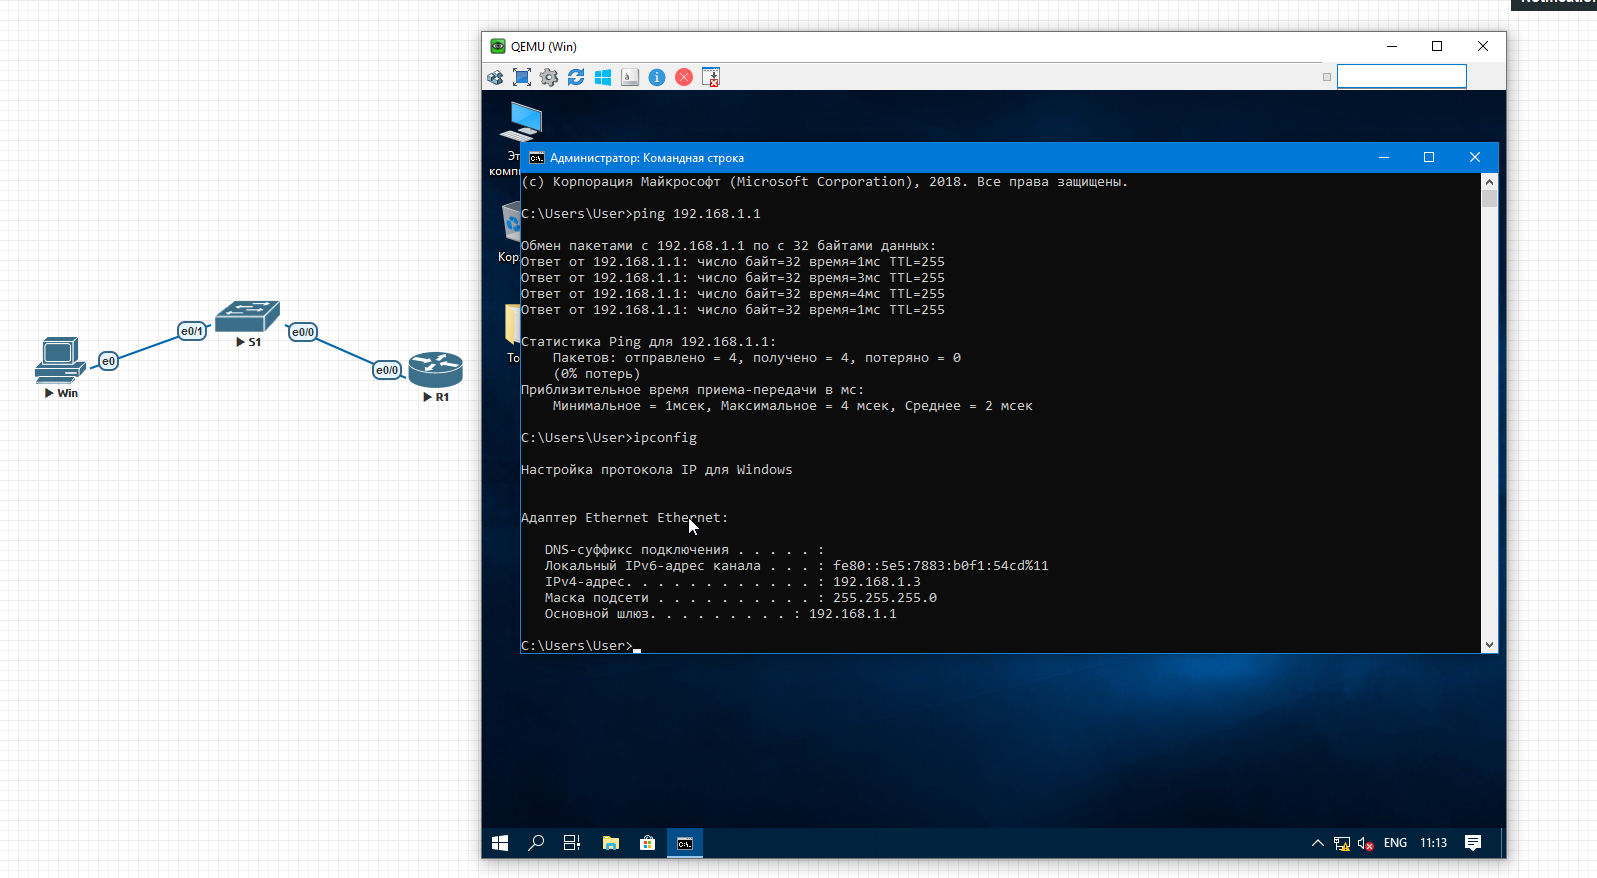 QEMU (Win)
Администратор: Командная строка
(c) Корпорация Майкрософт (Microsoft Corporation), 2018. Все права защищены.
C:\Users\User>ping 192.168.1.1
Обмен пакетами с 192.168.1.1 по с 32 байтами данных:
Ответ от 192.168.1.1: число байт=32 время=1мс TTL=255
Ответ от 192.168.1.1: число байт=32 время=3мс TTL=255
Ответ от 192.168.1.1: число байт=32 время=4мс TTL=255
Ответ от 192.168.1.1: число байт=32 время=1мс TTL=255
Статистика Ping для 192.168.1.1:
Пакетов: отправлено = 4, получено = 4, потеряно = 0
(0% потерь)
Приблизительное время приема-передачи в мс:
Минимальное = 1мсек, Максимальное = 4 мсек, Среднее = 2 мсек
C:\Users\User>ipconfig
Настройка протокола IP для Windows
Адаптер Ethernet Ethernet:
DNS-суффикс подключения . . . . . :
Локальный IPv6-адрес канала . . . : fe80::5e5:7883:b0f1:54cd%11
IPv4-адрес. . . . . . . . . . . . : 192.168.1.3
Маска подсети . . . . . . . . . . : 255.255.255.0
Основной шлюз. . . . . . . . . : 192.168.1.1
C:\Users\User>
e0
Win
e0/1
S1
e0/0
e0/0
R1
ENG
11:13